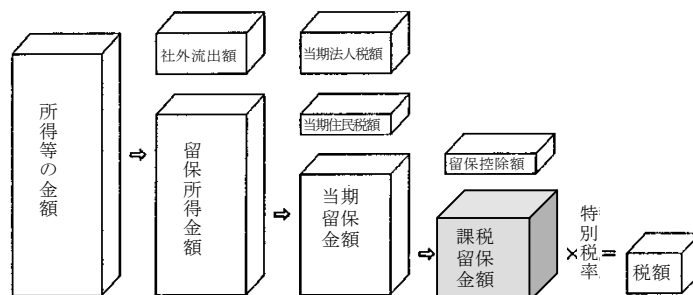 所得等の金額
社外流出額
留保所得金額
当期法人税額
当期住民税額
当期
留保
金額
留保控除額
課税
留保
金額
×
特別税率
=
税額